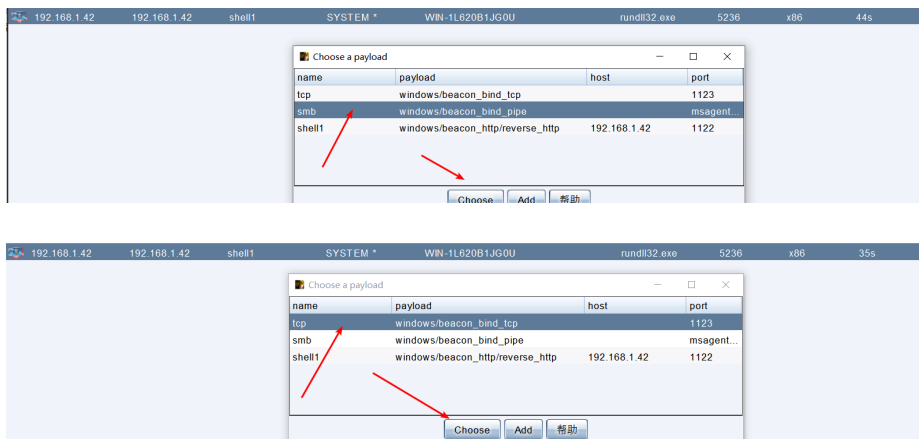 192.168.1.42 192.168.1.42 shell1 SYSTEM * WIN-1L620B1JG0U rundll32.exe 5236 x86 44s
Choose a payload
name payload host port
tcp windows/beacon_bind_tcp 1123
smb windows/beacon_bind_pipe msagent...
shell1 windows/beacon_http/reverse_http 192.168.1.42 1122
Choose Add 帮助
192.168.1.42 192.168.1.42 shell1 SYSTEM * WIN-1L620B1JG0U rundll32.exe 5236 x86 35s
Choose a payload
name payload host port
tcp windows/beacon_bind_tcp 1123
smb windows/beacon_bind_pipe msagent...
shell1 windows/beacon_http/reverse_http 192.168.1.42 1122
Choose Add 帮助